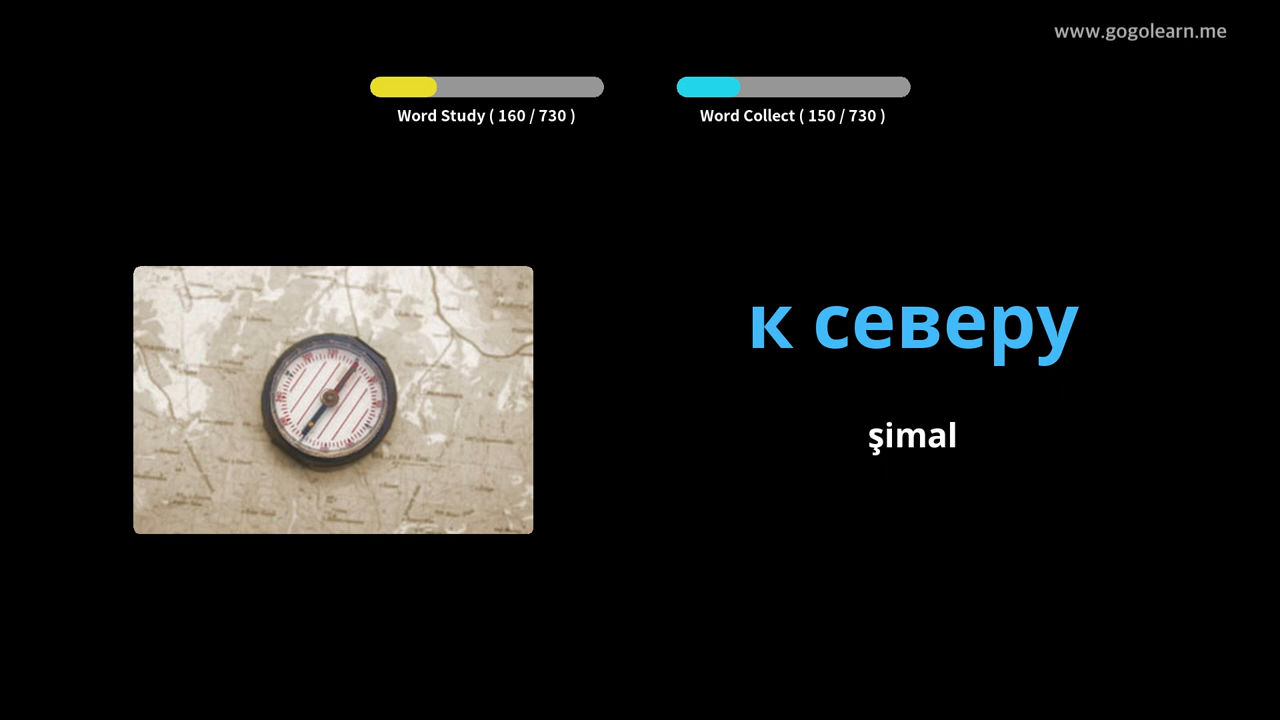 www.gogolearn.me
Word Study ( 160 / 730 )
Word Collect ( 150 / 730 )
к северу
şimal